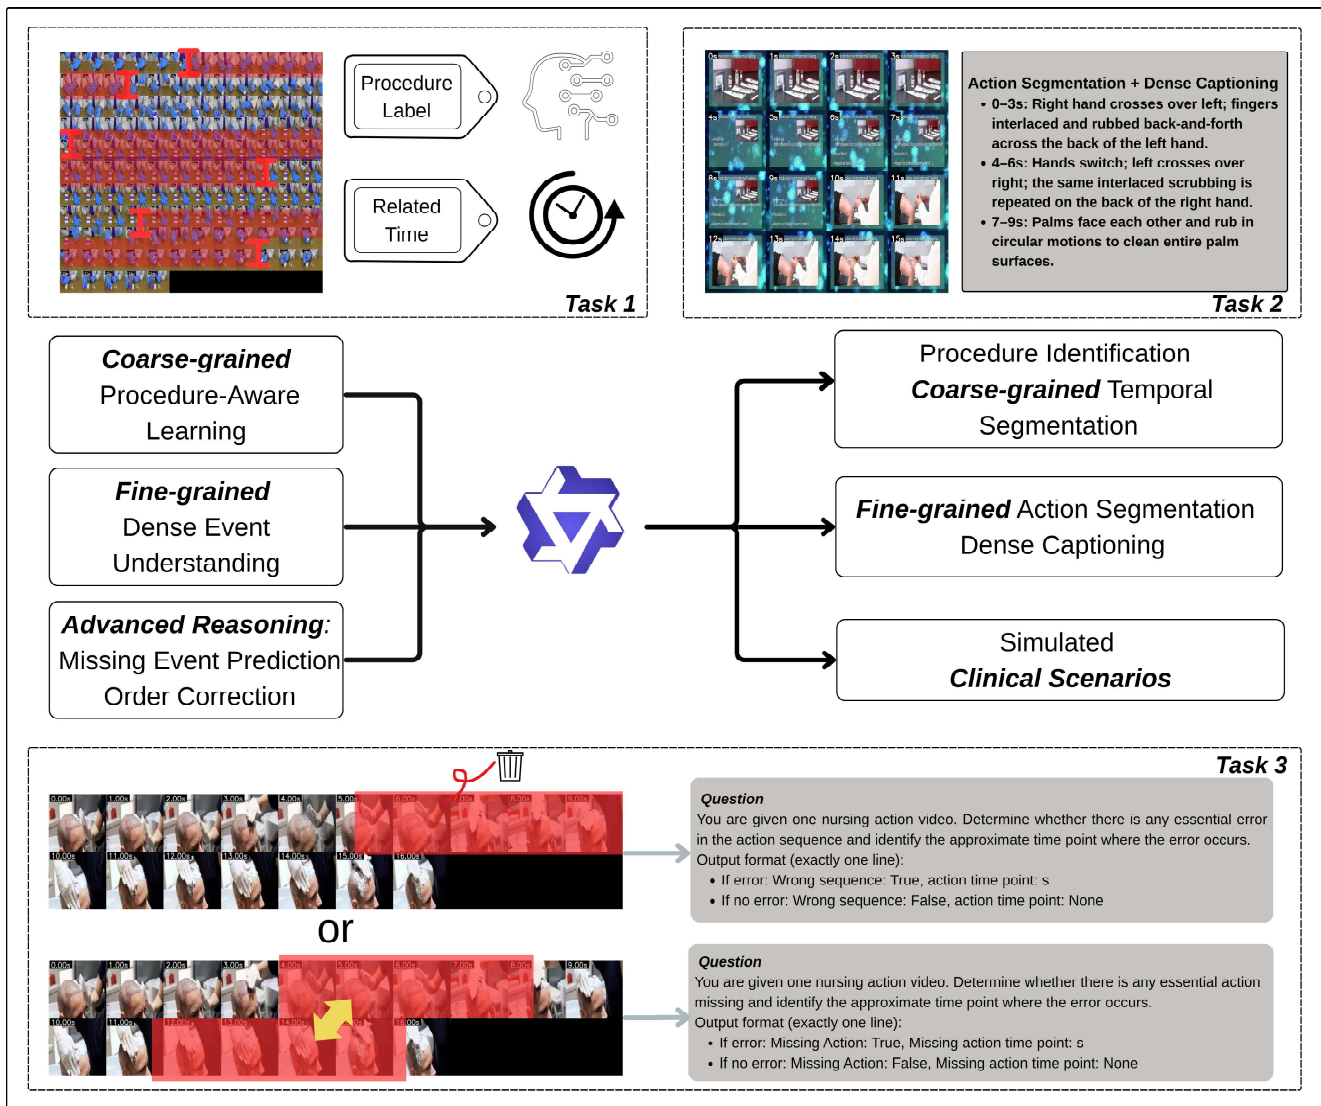 Procedure
Label
Related
Time
Task 1
0s
1s
2s
3s
4s
5s
6s
7s
8s
9s
10s
11s
12s
13s
14s
15s
Action Segmentation + Dense Captioning
• 0–3s: Right hand crosses over left; fingers
interlaced and rubbed back-and-forth
across the back of the left hand.
• 4–6s: Hands switch; left crosses over
right; the same interlaced scrubbing is
repeated on the back of the right hand.
• 7–9s: Palms face each other and rub in
circular motions to clean entire palm
surfaces.
Task 2
Coarse-grained
Procedure-Aware
Learning
Fine-grained
Dense Event
Understanding
Advanced Reasoning:
Missing Event Prediction
Order Correction
Procedure Identification
Coarse-grained Temporal
Segmentation
Fine-grained Action Segmentation
Dense Captioning
Simulated
Clinical Scenarios
Task 3
0.00s 1.00s 2.00s 3.00s 4.00s 5.00s 6.00s 7.00s 8.00s 9.00s
10.00s 11.00s 12.00s 13.00s 14.00s 15.00s 16.00s
Question
You are given one nursing action video. Determine whether there is any essential error
in the action sequence and identify the approximate time point where the error occurs.
Output format (exactly one line):
• If error: Wrong sequence: True, action time point: s
• If no error: Wrong sequence: False, action time point: None
or
0.00s 1.00s 2.00s 3.00s 4.00s 5.00s 6.00s 7.00s 8.00s 9.00s
10.00s 11.00s 12.00s 13.00s 14.00s 16.00s
Question
You are given one nursing action video. Determine whether there is any essential action
missing and identify the approximate time point where the error occurs.
Output format (exactly one line):
• If error: Missing Action: True, Missing action time point: s
• If no error: Missing Action: False, Missing action time point: None